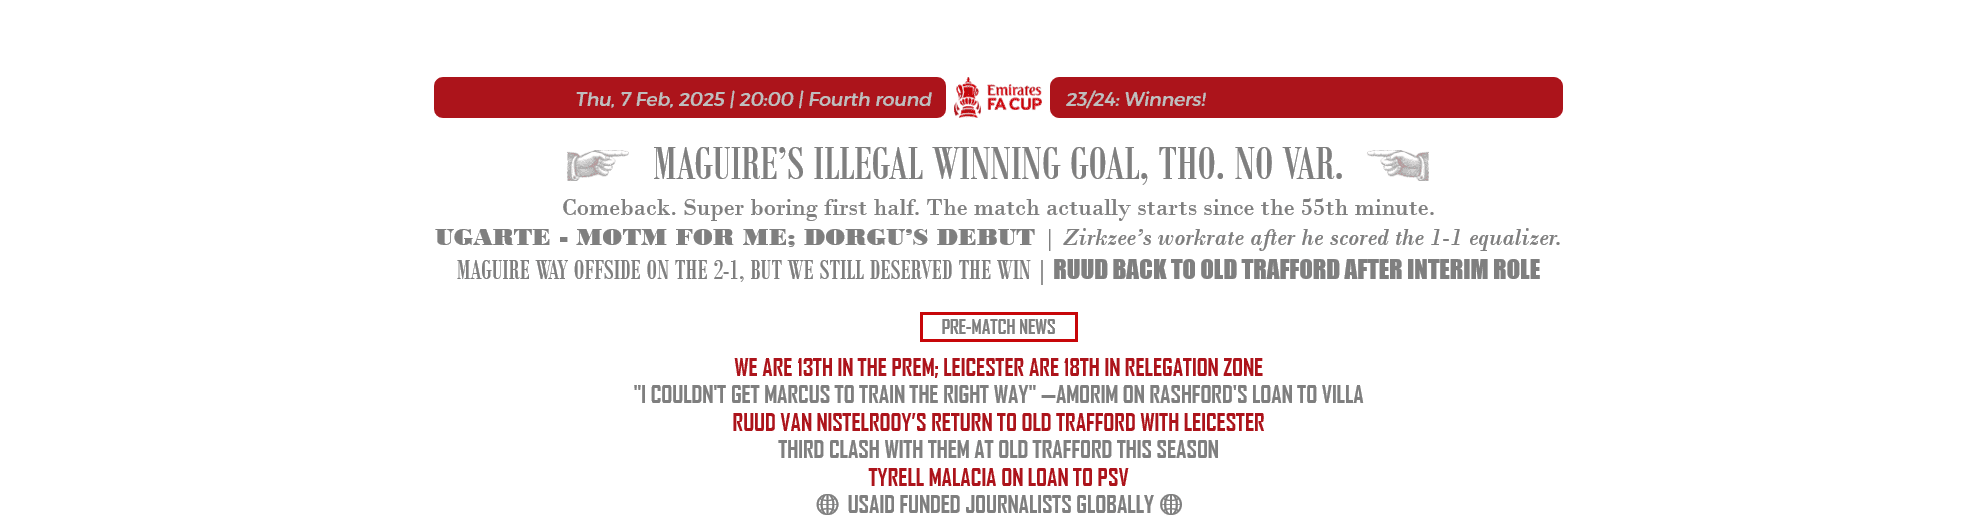 Thu, 7 Feb, 2025 | 20:00 | Fourth round
Emirates
FA CUP
23/24: Winners!
MAGUIRE’S ILLEGAL WINNING GOAL, THO. NO VAR.
Comeback. Super boring first half. The match actually starts since the 55th minute.
UGARTE - MOTM FOR ME; DORGU’S DEBUT | Zirkzee’s workrate after he scored the 1-1 equalizer.
MAGUIRE WAY OFFSIDE ON THE 2-1, BUT WE STILL DESERVED THE WIN | RUUD BACK TO OLD TRAFFORD AFTER INTERIM ROLE
PRE-MATCH NEWS
WE ARE 13TH IN THE PREM; LEICESTER ARE 18TH IN RELEGATION ZONE
"I COULDN'T GET MARCUS TO TRAIN THE RIGHT WAY" —AMORIM ON RASHFORD'S LOAN TO VILLA
RUUD VAN NISTELROOY’S RETURN TO OLD TRAFFORD WITH LEICESTER
THIRD CLASH WITH THEM AT OLD TRAFFORD THIS SEASON
TYRELL MALACIA ON LOAN TO PSV
USAID FUNDED JOURNALISTS GLOBALLY